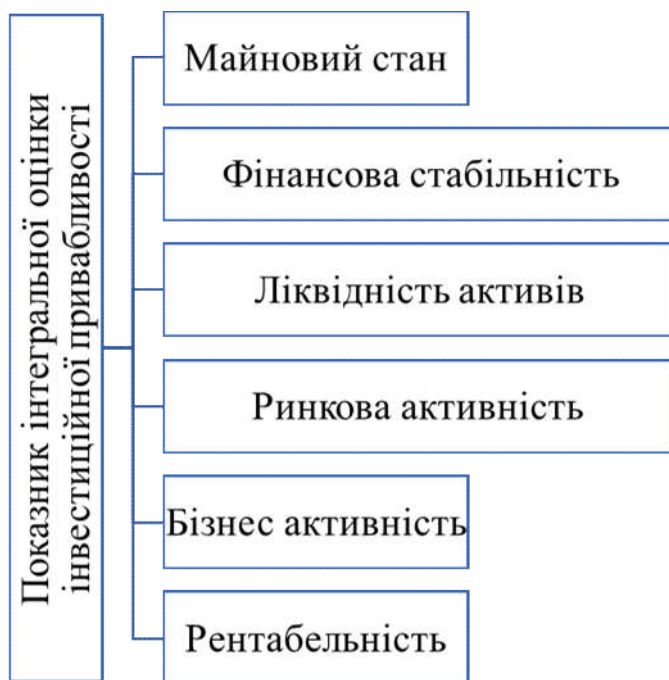 Показник інтегральної оцінки
інвестиційної привабливості
Майновий стан
Фінансова стабільність
Ліквідність активів
Ринкова активність
Бізнес активність
Рентабельність